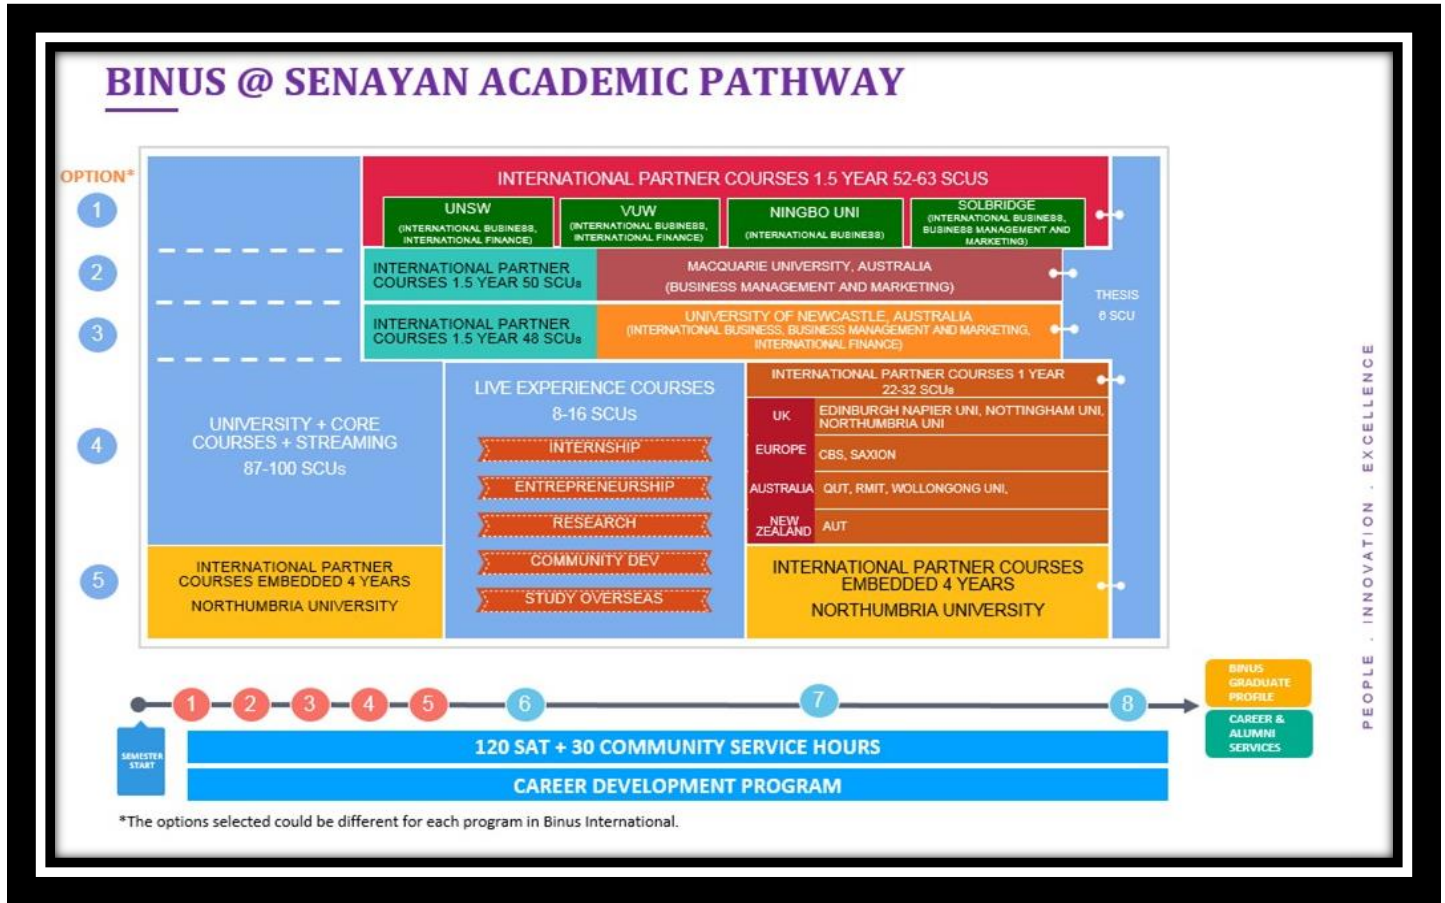 BINUS @ SENAYAN ACADEMIC PATHWAY
OPTION*
1
2
3
4
5
INTERNATIONAL PARTNER COURSES 1.5 YEAR 52-63 SCUS
UNSW
(INTERNATIONAL BUSINESS,
INTERNATIONAL FINANCE)
VUW
(INTERNATIONAL BUSINESS,
INTERNATIONAL FINANCE)
NINGBO UNI
(INTERNATIONAL BUSINESS)
SOLBRIDGE
(INTERNATIONAL BUSINESS,
BUSINESS MANAGEMENT AND
MARKETING)
INTERNATIONAL PARTNER
COURSES 1.5 YEAR 50 SCUs
MACQUARIE UNIVERSITY, AUSTRALIA
(BUSINESS MANAGEMENT AND MARKETING)
INTERNATIONAL PARTNER
COURSES 1.5 YEAR 48 SCUs
UNIVERSITY OF NEWCASTLE, AUSTRALIA
(INTERNATIONAL BUSINESS, BUSINESS MANAGEMENT AND MARKETING,
INTERNATIONAL FINANCE)
THESIS
6 SCU
UNIVERSITY + CORE
COURSES + STREAMING
87-100 SCUs
LIVE EXPERIENCE COURSES
8-16 SCUs
INTERNSHIP
ENTREPRENEURSHIP
RESEARCH
COMMUNITY DEV
STUDY OVERSEAS
INTERNATIONAL PARTNER COURSES 1 YEAR
22-32 SCUs
UK
EDINBURGH NAPIER UNI, NOTTINGHAM UNI,
NORTHUMBRIA UNI
EUROPE
CBS, SAXION
AUSTRALIA
QUT, RMIT, WOLLONGONG UNI,
NEW
ZEALAND
AUT
INTERNATIONAL PARTNER
COURSES EMBEDDED 4 YEARS
NORTHUMBRIA UNIVERSITY
INTERNATIONAL PARTNER COURSES
EMBEDDED 4 YEARS
NORTHUMBRIA UNIVERSITY
PEOPLE . INNOVATION . EXCELLENCE
SEMESTER
START
1
2
3
4
5
6
7
8
BINUS
GRADUATE
PROFILE
CAREER &
ALUMNI
SERVICES
120 SAT + 30 COMMUNITY SERVICE HOURS
CAREER DEVELOPMENT PROGRAM
*The options selected could be different for each program in Binus International.